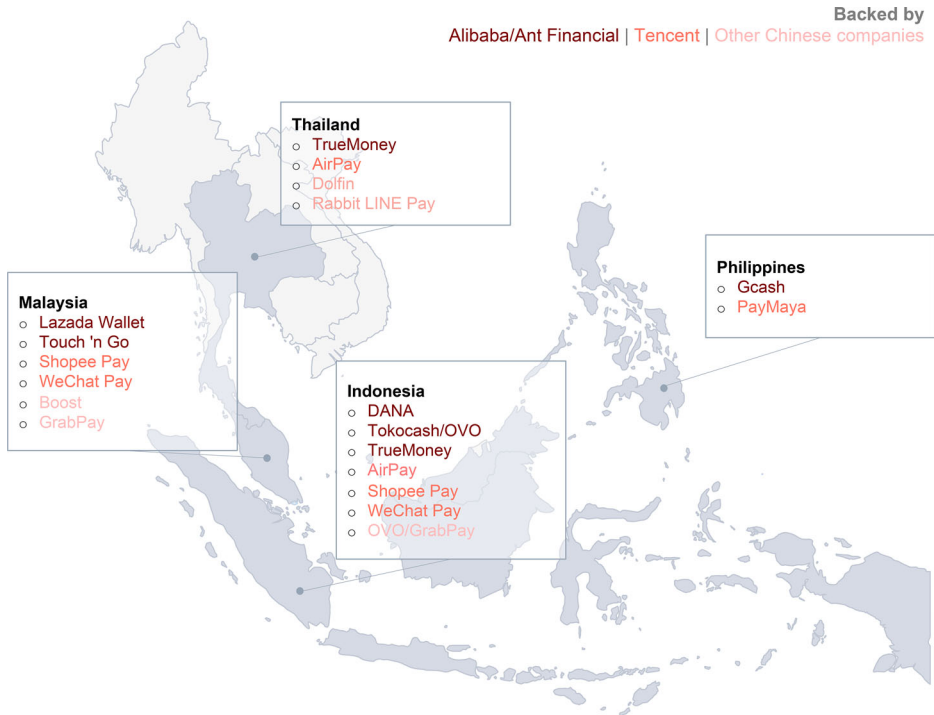 Backed by
Alibaba/Ant Financial | Tencent | Other Chinese companies
Thailand
TrueMoney
AirPay
Dolfin
Rabbit LINE Pay
Philippines
Gcash
PayMaya
Malaysia
Lazada Wallet
Touch 'n Go
Shopee Pay
WeChat Pay
Boost
GrabPay
Indonesia
DANA
Tokocash/OVO
TrueMoney
AirPay
Shopee Pay
WeChat Pay
OVO/GrabPay